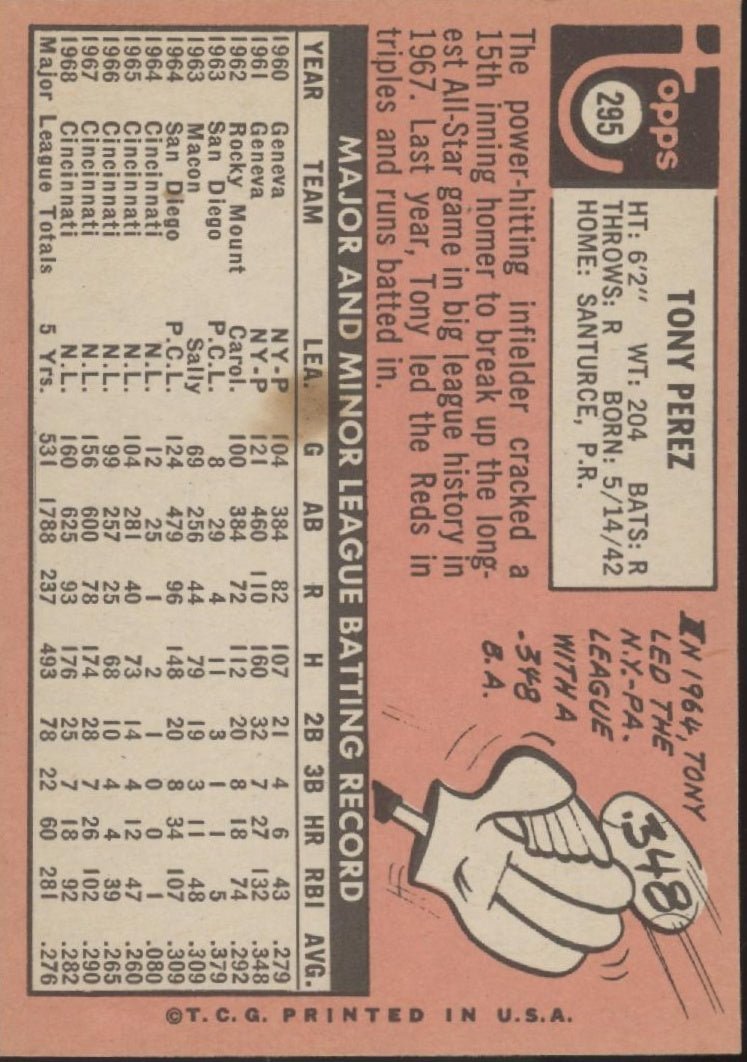 Topps
295
TONY PEREZ
HT: 6'2" WT: 204 BATS: R
THROWS: R BORN: 5/14/42
HOME: SANTURCE, P.R.
The power-hitting infielder cracked a
15th inning homer to break up the long-
est All-Star game in big league history in
1967. Last year, Tony led the Reds in
triples and runs batted in.
IN 1964, TONY
LED THE
N.Y.-PA.
LEAGUE
WITH A
.348
B.A.
.348
MAJOR AND MINOR LEAGUE BATTING RECORD
YEAR TEAM LEA. G AB R H 2B 3B HR RBI AVG.
1960 Geneva NY-P 104 384 82 107 21 4 6 43 .279
1961 Geneva NY-P 121 460 110 160 32 7 27 132 .348
1962 Rocky Mount Carol. 100 384 72 112 20 8 18 74 .292
1963 San Diego P.C.L. 8 29 4 11 3 1 1 5 .379
1963 Macon Sally 69 256 44 79 19 3 11 48 .309
1964 San Diego P.C.L. 124 479 96 148 20 8 34 107 .309
1964 Cincinnati N.L. 12 25 1 2 1 0 0 1 .080
1965 Cincinnati N.L. 104 281 40 73 14 4 12 47 .260
1966 Cincinnati N.L. 99 257 25 68 10 4 4 39 .265
1967 Cincinnati N.L. 156 600 78 174 28 7 26 102 .290
1968 Cincinnati N.L. 160 625 93 176 25 7 18 92 .282
Major League Totals 5 Yrs. 531 1788 237 493 78 22 60 281 .276
©T.C.G. PRINTED IN U.S.A.